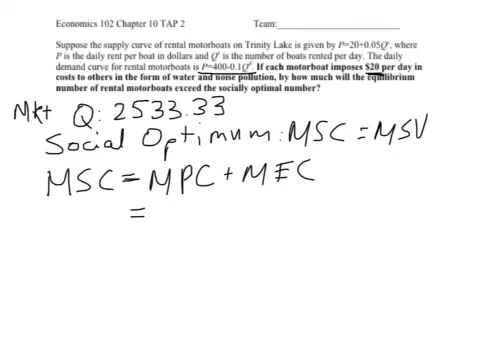 Economics 102 Chapter 10 TAP 2 Team:
Suppose the supply curve of rental motorboats on Trinity Lake is given by P=20+0.05Qˢ, where
P is the daily rent per boat in dollars and Qˢ is the number of boats rented per day. The daily
demand curve for rental motorboats is P=400-0.1Qᵈ. If each motorboat imposes $20 per day in
costs to others in the form of water and noise pollution, by how much will the equilibrium
number of rental motorboats exceed the socially optimal number?
Mkt Q: 2533.33
Social Optimum: MSC = MSV
MSC = MPC + MEC
=